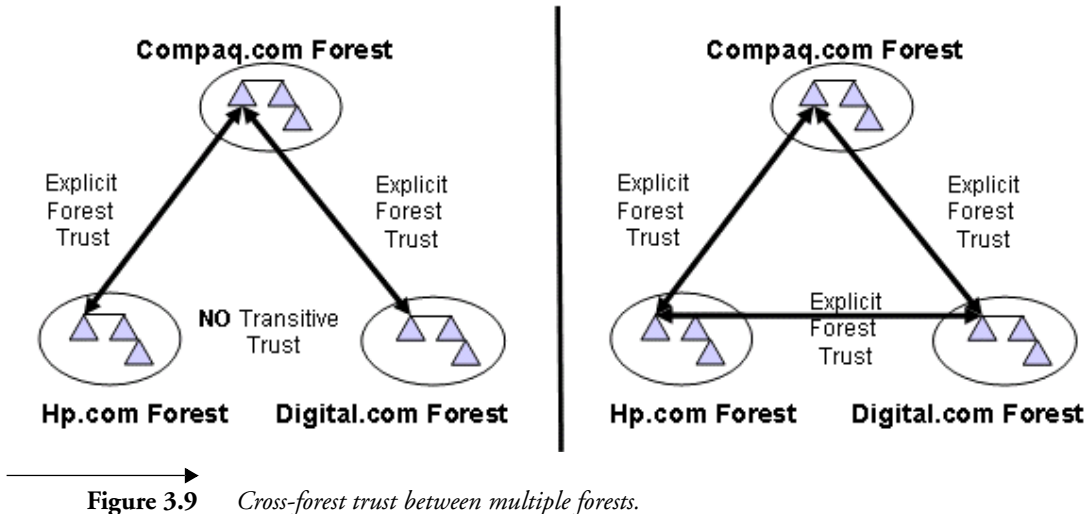 Compaq.com Forest
Explicit
Forest
Trust
Explicit
Forest
Trust
NO Transitive
Trust
Hp.com Forest
Digital.com Forest
Compaq.com Forest
Explicit
Forest
Trust
Explicit
Forest
Trust
Explicit
Forest
Trust
Hp.com Forest
Digital.com Forest
Figure 3.9 Cross-forest trust between multiple forests.